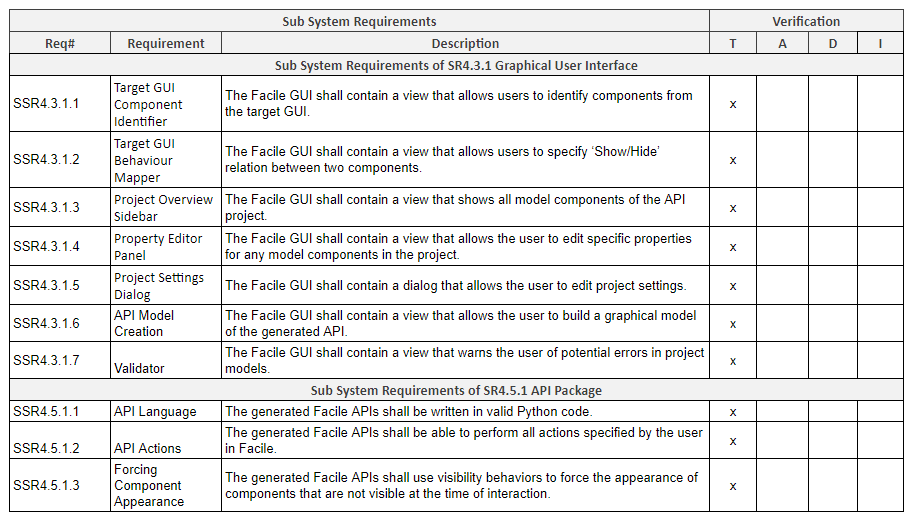 Sub System Requirements Verification
Req# Requirement Description T A D I
Sub System Requirements of SR4.3.1 Graphical User Interface
SSR4.3.1.1 Target GUI Component Identifier The Facile GUI shall contain a view that allows users to identify components from the target GUI. x
SSR4.3.1.2 Target GUI Behaviour Mapper The Facile GUI shall contain a view that allows users to specify ‘Show/Hide’ relation between two components. x
SSR4.3.1.3 Project Overview Sidebar The Facile GUI shall contain a view that shows all model components of the API project. x
SSR4.3.1.4 Property Editor Panel The Facile GUI shall contain a view that allows the user to edit specific properties for any model components in the project. x
SSR4.3.1.5 Project Settings Dialog The Facile GUI shall contain a dialog that allows the user to edit project settings. x
SSR4.3.1.6 API Model Creation The Facile GUI shall contain a view that allows the user to build a graphical model of the generated API. x
SSR4.3.1.7 Validator The Facile GUI shall contain a view that warns the user of potential errors in project models. x
Sub System Requirements of SR4.5.1 API Package
SSR4.5.1.1 API Language The generated Facile APIs shall be written in valid Python code. x
SSR4.5.1.2 API Actions The generated Facile APIs shall be able to perform all actions specified by the user in Facile. x
SSR4.5.1.3 Forcing Component Appearance The generated Facile APIs shall use visibility behaviors to force the appearance of components that are not visible at the time of interaction. x